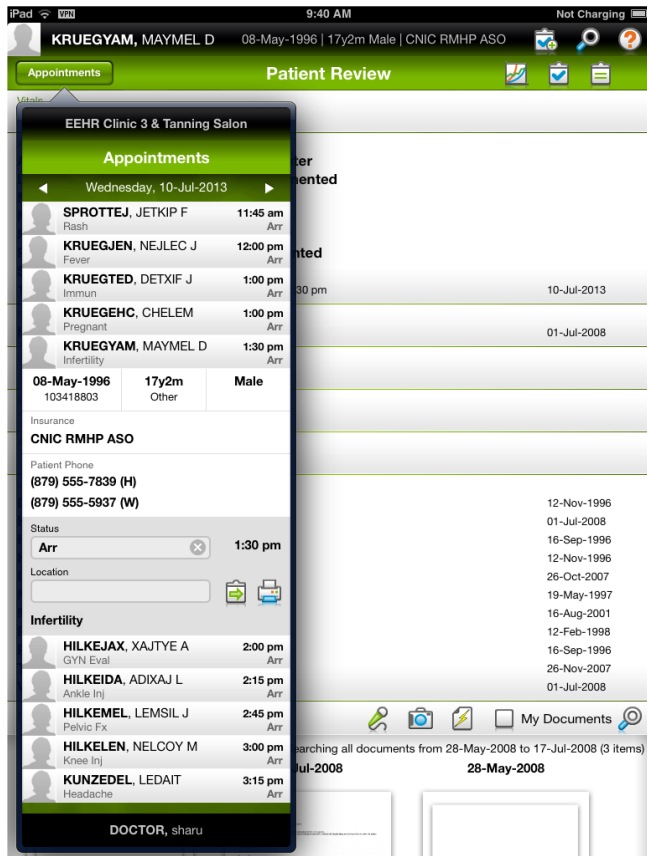 iPad VPN 9:40 AM Not Charging
KRUEGYAM, MAYMEL D 08-May-1996 | 17y2m Male | CNIC RMHP ASO
Appointments Patient Review
Vitals
EEHR Clinic 3 & Tanning Salon
Appointments
Wednesday, 10-Jul-2013
SPROTTEJ, JETKIP F 11:45 am
Rash Arr
KRUEGJEN, NEJLEC J 12:00 pm
Fever Arr
KRUEGTED, DETXIF J 1:00 pm
Immun Arr
KRUEGEHC, CHELEM 1:00 pm
Pregnant Arr
KRUEGYAM, MAYMEL D 1:30 pm
Infertility Arr
08-May-1996 17y2m Male
103418803 Other
Insurance
CNIC RMHP ASO
Patient Phone
(879) 555-7839 (H)
(879) 555-5937 (W)
Status
Arr 1:30 pm
Location
Infertility
HILKEJAX, XAJTYE A 2:00 pm
GYN Eval Arr
HILKEIDA, ADIXAJ L 2:15 pm
Ankle Inj Arr
HILKEMEL, LEMSIL J 2:45 pm
Pelvic Fx Arr
HILKELEN, NELCOY M 3:00 pm
Knee Inj Arr
KUNZEDEL, LEDAIT 3:15 pm
Headache Arr
DOCTOR, sharu
ter
ented
nted
30 pm 10-Jul-2013
01-Jul-2008
12-Nov-1996
01-Jul-2008
16-Sep-1996
12-Nov-1996
26-Oct-2007
19-May-1997
16-Aug-2001
12-Feb-1998
16-Sep-1996
26-Nov-2007
01-Jul-2008
My Documents
earching all documents from 28-May-2008 to 17-Jul-2008 (3 items)
Jul-2008 28-May-2008